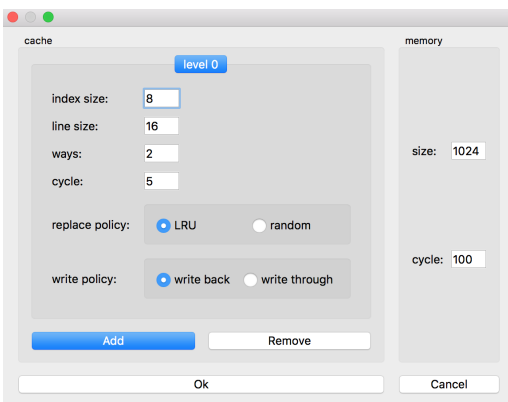 cache
level 0
index size: 8
line size: 16
ways: 2
cycle: 5
replace policy: LRU random
write policy: write back write through
Add Remove
memory
size: 1024
cycle: 100
Ok Cancel